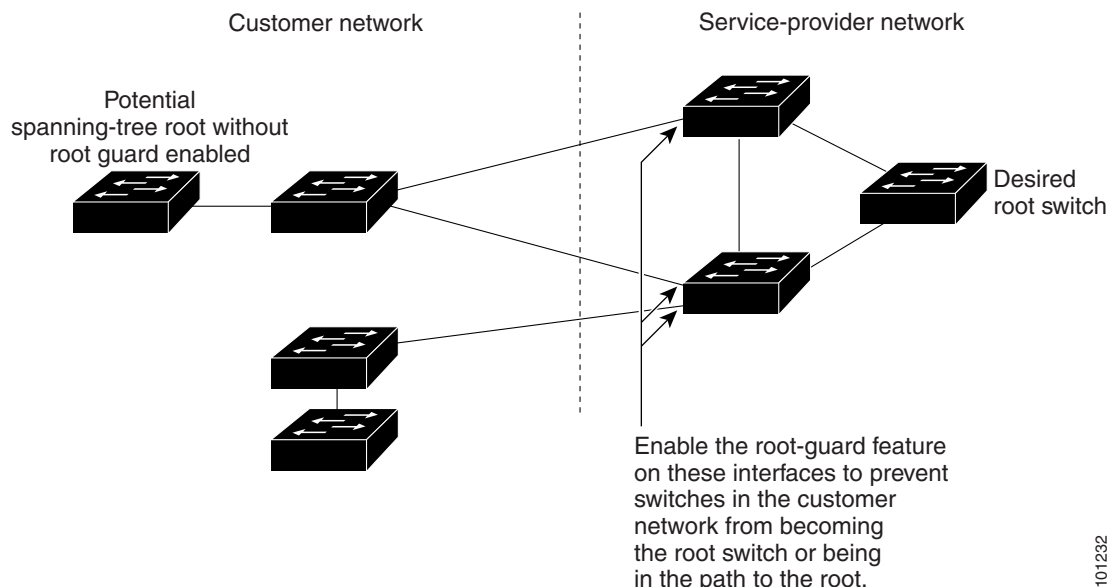 Customer network
Service-provider network
Potential
spanning-tree root without
root guard enabled
Desired
root switch
Enable the root-guard feature
on these interfaces to prevent
switches in the customer
network from becoming
the root switch or being
in the path to the root.
101232